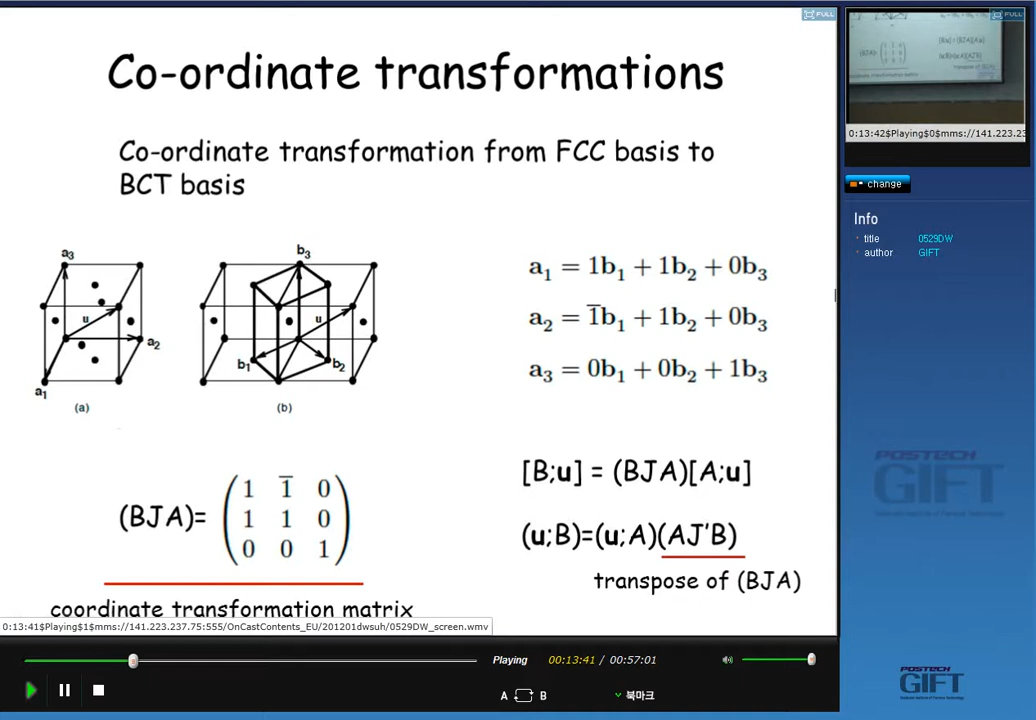 FULL
Co-ordinate transformations
Co-ordinate transformation from FCC basis to
BCT basis
a3
u
a2
a1
(a)
b3
u
b1
b2
(b)
a1 = 1b1 + 1b2 + 0b3
a2 = 1̅b1 + 1b2 + 0b3
a3 = 0b1 + 0b2 + 1b3
(BJA)=
1 1̅ 0
1 1 0
0 0 1
coordinate transformation matrix
[B;u] = (BJA)[A;u]
(u;B)=(u;A)(AJ'B)
transpose of (BJA)
0:13:41$Playing$1$mms://141.223.237.75:555/OnCastContents_EU/201201dwsuh/0529DW_screen.wmv
Playing
00:13:41 / 00:57:01
A B
북마크
FULL
0:13:42$Playing$0$mms://141.223.23
change
Info
title 0529DW
author GIFT
POSTECH
GIFT
POSTECH
GIFT